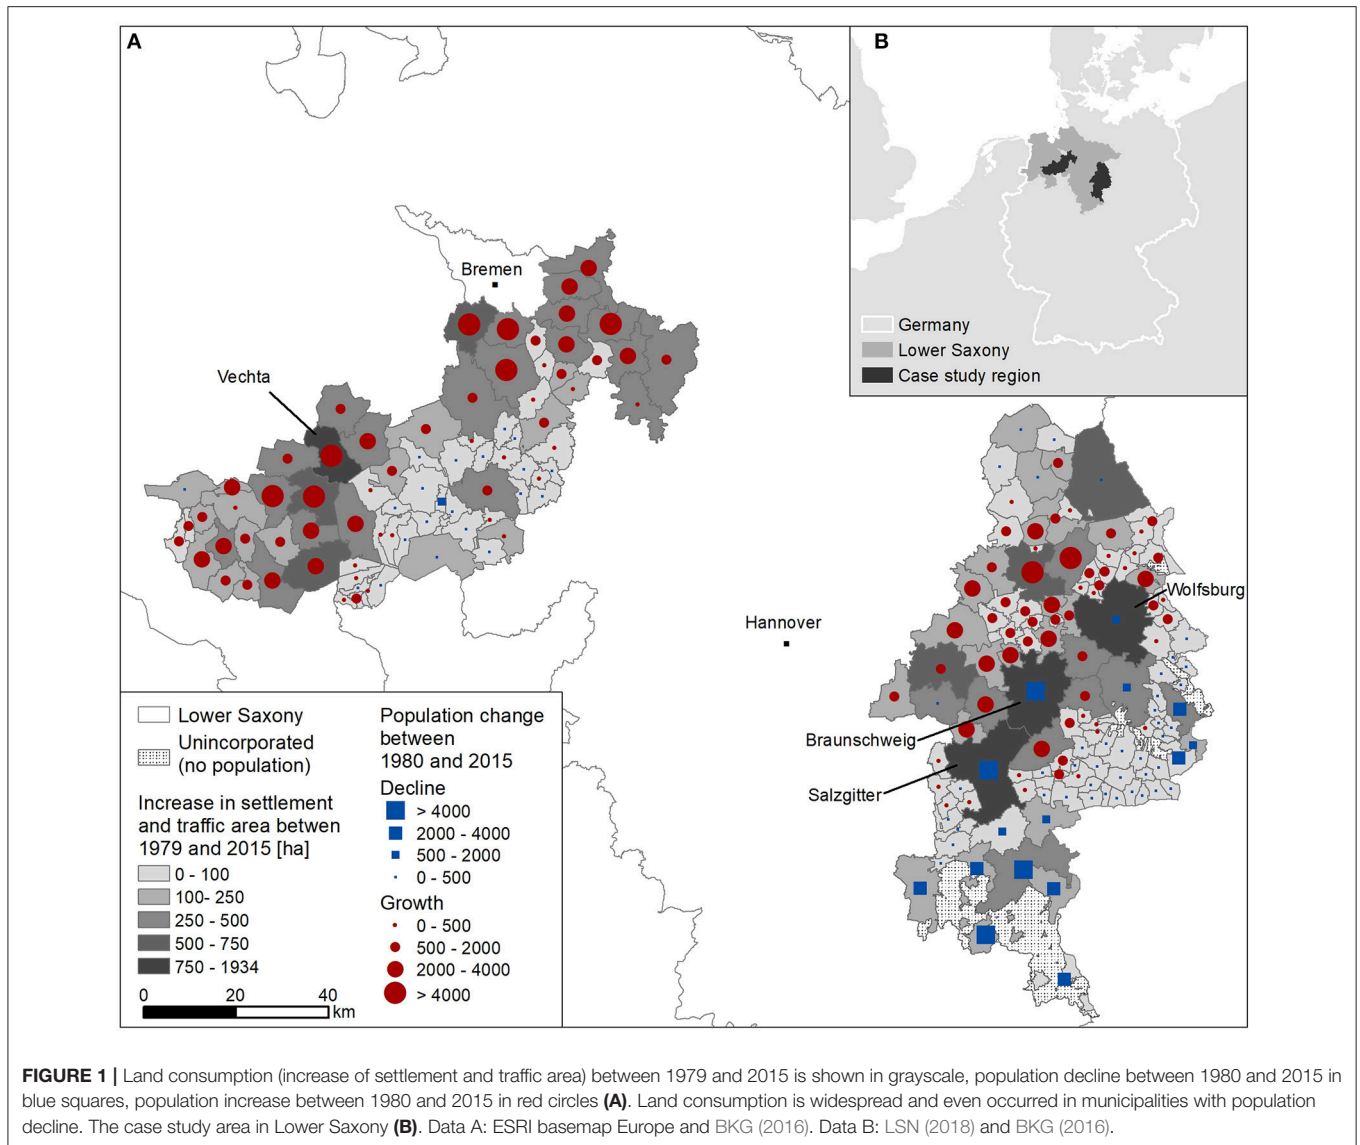 A
B
Germany
Lower Saxony
Case study region
Bremen
Vechta
Hannover
Wolfsburg
Braunschweig
Salzgitter
Lower Saxony
Unincorporated
(no population)
Increase in settlement
and traffic area betwen
1979 and 2015 [ha]
0 - 100
100- 250
250 - 500
500 - 750
750 - 1934
0 20 40
km
Population change
between
1980 and 2015
Decline
> 4000
2000 - 4000
500 - 2000
0 - 500
Growth
0 - 500
500 - 2000
2000 - 4000
> 4000
FIGURE 1 | Land consumption (increase of settlement and traffic area) between 1979 and 2015 is shown in grayscale, population decline between 1980 and 2015 in
blue squares, population increase between 1980 and 2015 in red circles (A). Land consumption is widespread and even occurred in municipalities with population
decline. The case study area in Lower Saxony (B). Data A: ESRI basemap Europe and BKG (2016). Data B: LSN (2018) and BKG (2016).